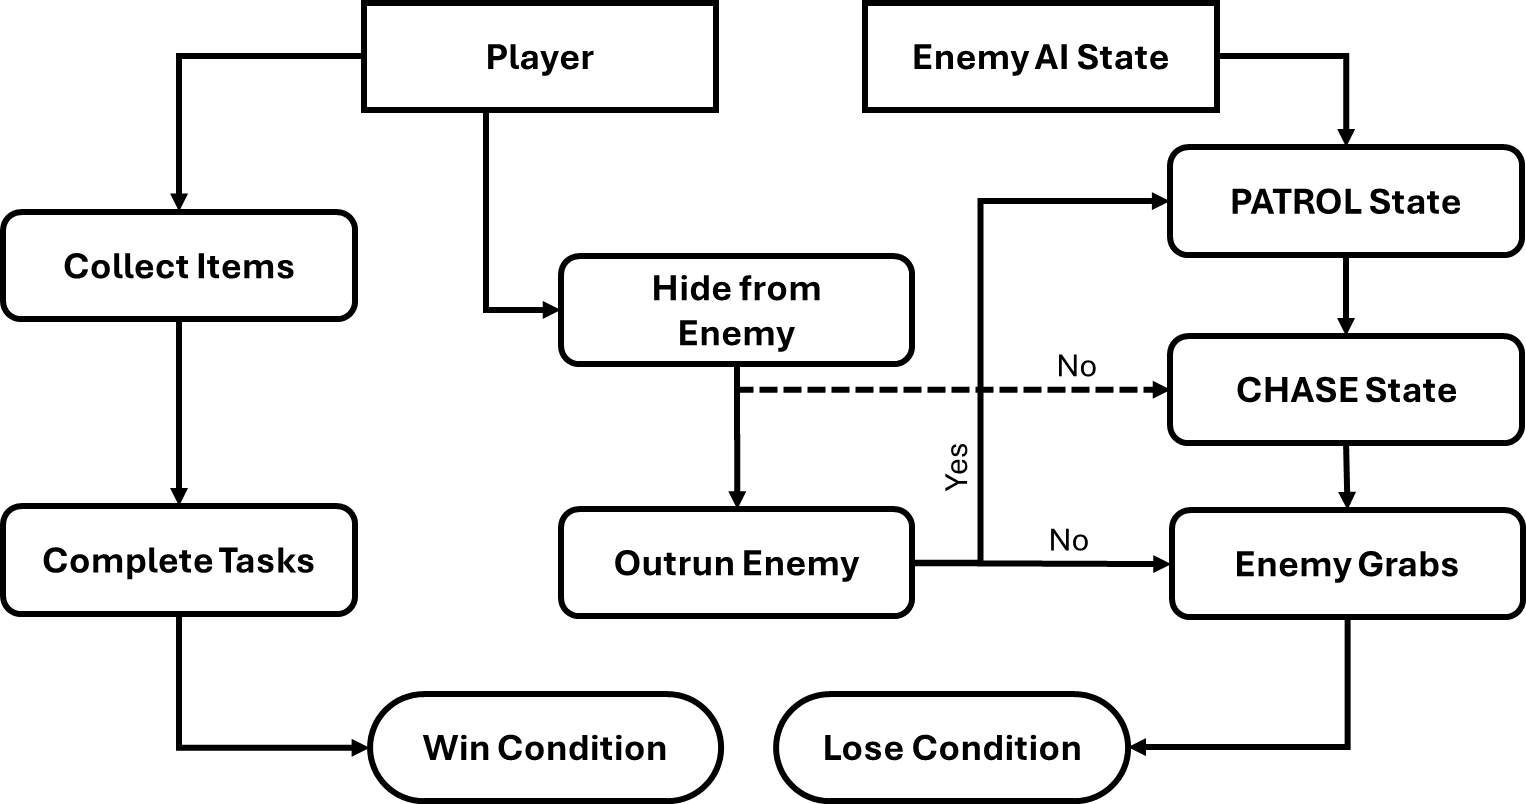 Player
Enemy AI State
PATROL State
Collect Items
Hide from
Enemy
No
CHASE State
Yes
Complete Tasks
Outrun Enemy
No
Enemy Grabs
Win Condition
Lose Condition